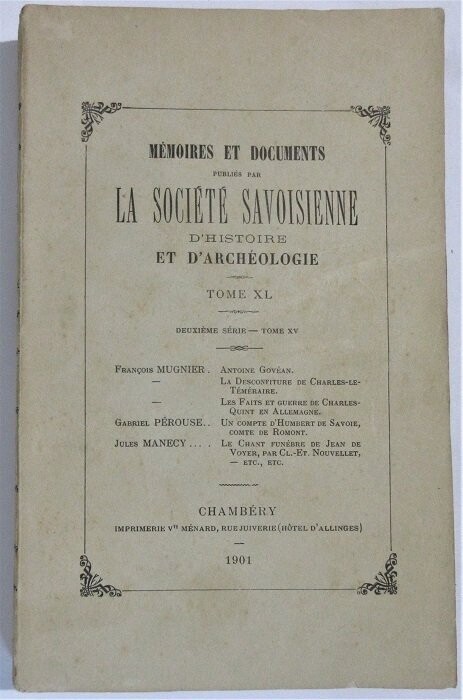 MÉMOIRES ET DOCUMENTS
PUBLIÉS PAR
LA SOCIÉTÉ SAVOISIENNE
D'HISTOIRE
ET D'ARCHÉOLOGIE
TOME XL
DEUXIÈME SÉRIE — TOME XV
FRANÇOIS MUGNIER . ANTOINE GOVÉAN.
— LA DESCONFITURE DE CHARLES-LE-
TÉMÉRAIRE.
— LES FAITS ET GUERRE DE CHARLES-
QUINT EN ALLEMAGNE.
GABRIEL PÉROUSE.. UN COMPTE D'HUMBERT DE SAVOIE,
COMTE DE ROMONT.
JULES MANECY ... . LE CHANT FUNÈBRE DE JEAN DE
VOYER, PAR CL.-ET. NOUVELLET,
— ETC., ETC.
CHAMBÉRY
IMPRIMERIE Vve MÉNARD, RUE JUIVERIE (HÔTEL D'ALLINGES)
—
1901